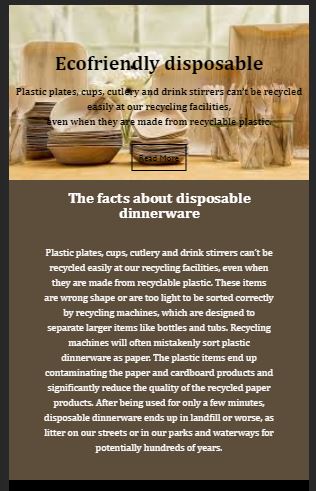 Ecofriendly disposable
Plastic plates, cups, cutlery and drink stirrers can't be recycled
easily at our recycling facilities,
even when they are made from recyclable plastic.
Read More
The facts about disposable
dinnerware
Plastic plates, cups, cutlery and drink stirrers can't be
recycled easily at our recycling facilities, even when
they are made from recyclable plastic. These items
are wrong shape or are too light to be sorted correctly
by recycling machines, which are designed to
separate larger items like bottles and tubs. Recycling
machines will often mistakenly sort plastic
dinnerware as paper. The plastic items end up
contaminating the paper and cardboard products and
significantly reduce the quality of the recycled paper
products. After being used for only a few minutes,
disposable dinnerware ends up in landfill or worse, as
litter on our streets or in our parks and waterways for
potentially hundreds of years.